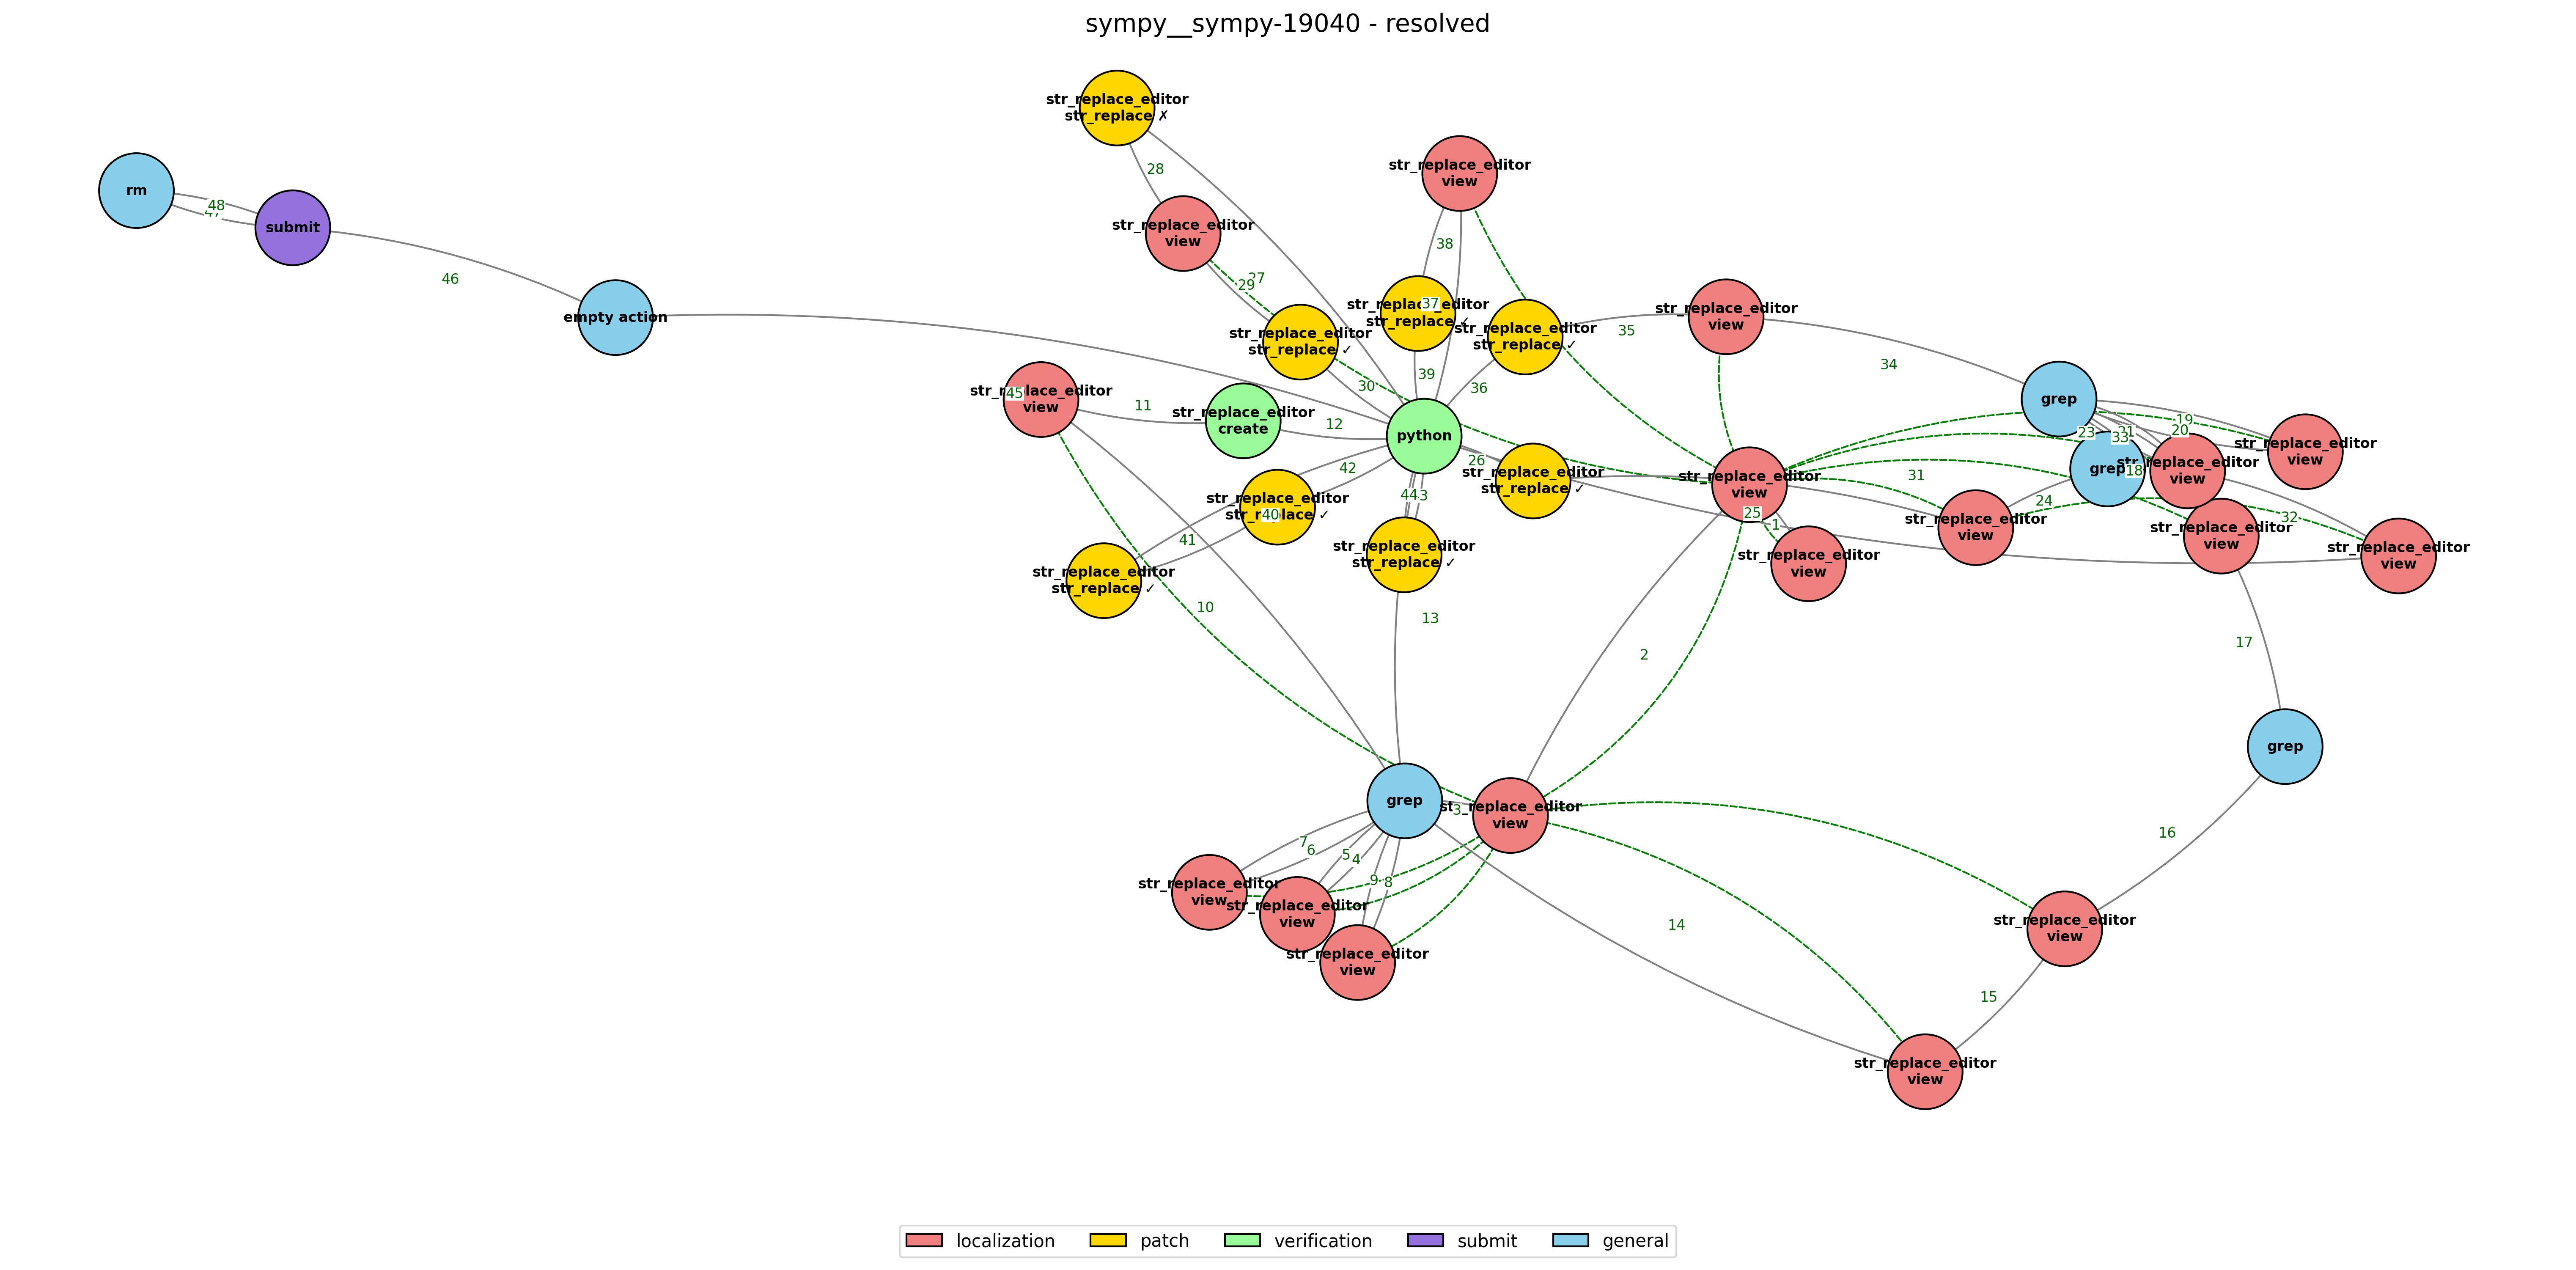 sympy__sympy-19040 - resolved
str_replace_editor
str_replace ✗
28
str_replace_editor
view
rm
48
47
submit
46
empty action
str_replace_editor
view
27
29
38
str_replace_editor
view
str_replace_editor
str_replace ✓
37
str_replace_editor
str_replace ✓
str_replace_editor
str_replace ✓
35
str_replace_editor
view
34
30
39
36
45
str_replace_editor
view
11
str_replace_editor
create
12
python
grep
19
20
21
23
33
str_replace_editor
view
grep
18
str_replace_editor
view
42
26
str_replace_editor
str_replace ✓
str_replace_editor
view
31
44
43
str_replace_editor
str_replace ✓
40
25
1
24
str_replace_editor
view
32
str_replace_editor
view
41
str_replace_editor
str_replace ✓
str_replace_editor
view
str_replace_editor
view
str_replace_editor
str_replace ✓
10
13
2
17
grep
grep
3
str_replace_editor
view
16
7
6
5
4
9
8
str_replace_editor
view
str_replace_editor
view
str_replace_editor
view
14
str_replace_editor
view
15
str_replace_editor
view
localization
patch
verification
submit
general